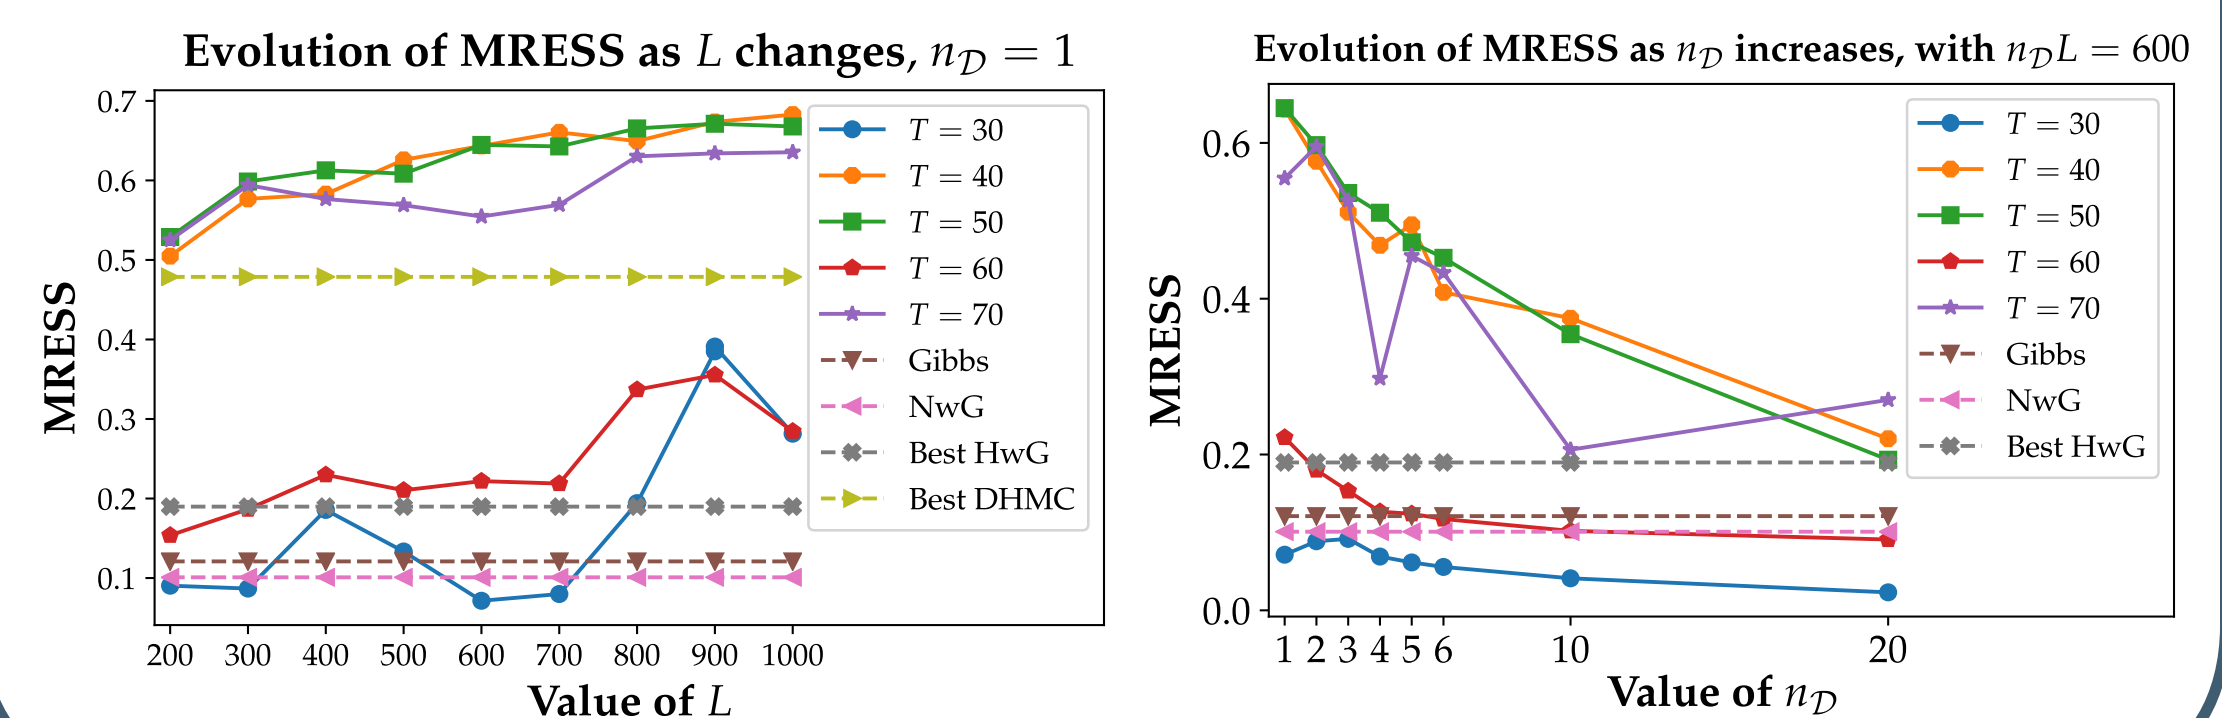 Evolution of MRESS as L changes, n_𝒟 = 1
0.7
0.6
0.5
0.4
0.3
0.2
0.1
MRESS
200 300 400 500 600 700 800 900 1000
Value of L
T = 30
T = 40
T = 50
T = 60
T = 70
Gibbs
NwG
Best HwG
Best DHMC
Evolution of MRESS as n_𝒟 increases, with n_𝒟L = 600
0.6
0.4
0.2
0.0
MRESS
1 2 3 4 5 6 10 20
Value of n_𝒟
T = 30
T = 40
T = 50
T = 60
T = 70
Gibbs
NwG
Best HwG